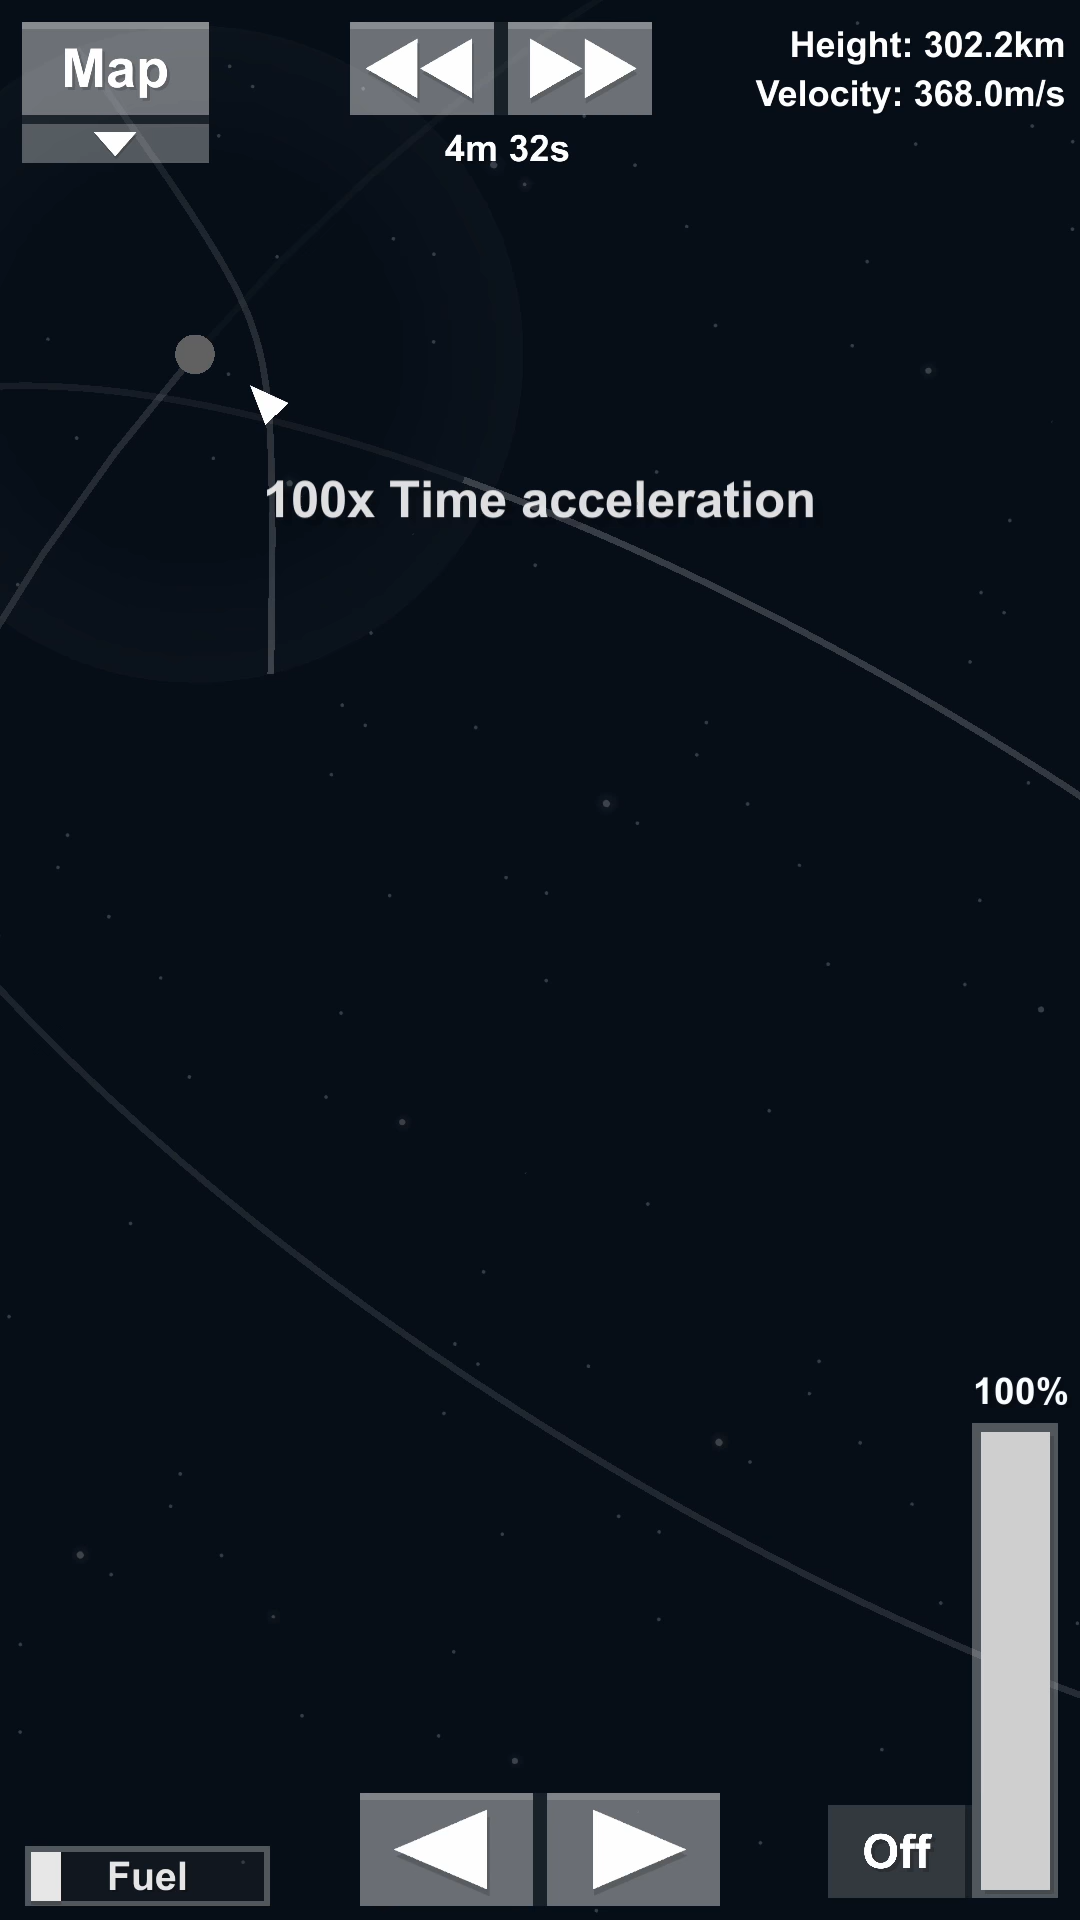 Map
4m 32s
Height: 302.2km
Velocity: 368.0m/s
100x Time acceleration
100%
Off
Fuel